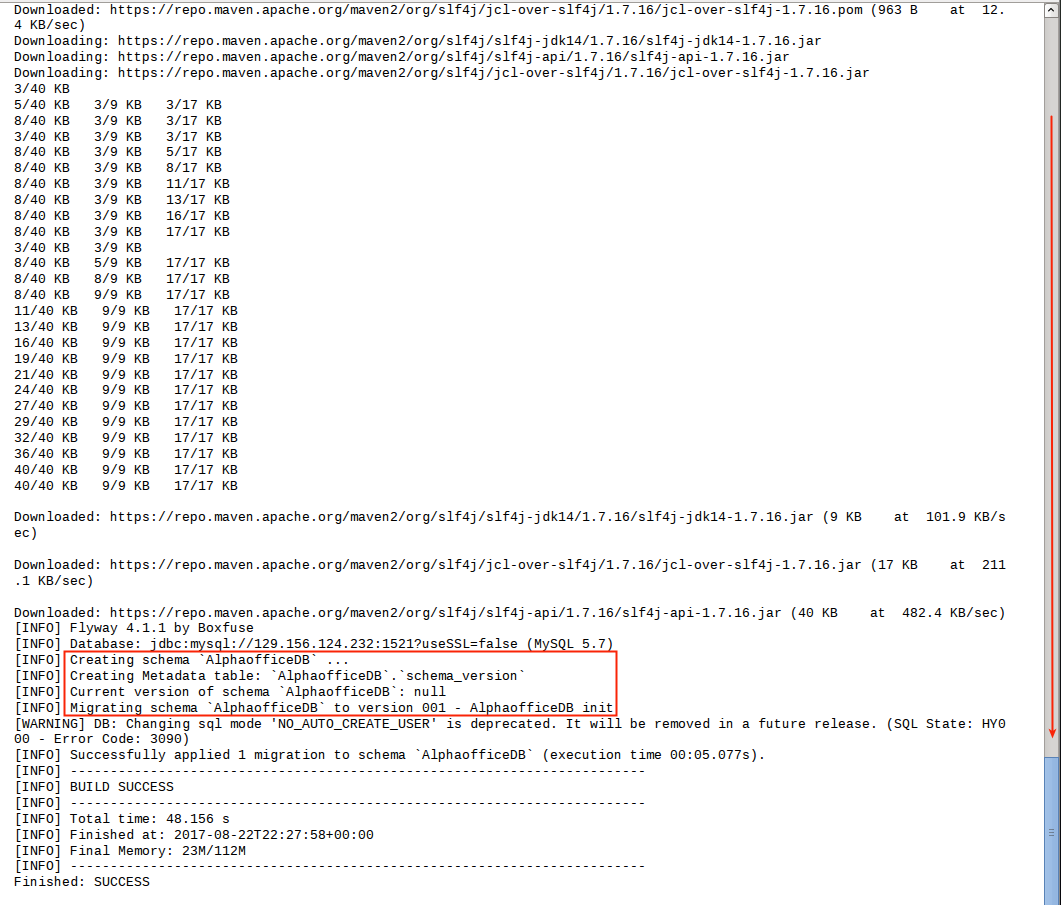 Downloaded: https://repo.maven.apache.org/maven2/org/slf4j/jcl-over-slf4j/1.7.16/jcl-over-slf4j-1.7.16.pom (963 B    at  12.
4 KB/sec)
Downloading: https://repo.maven.apache.org/maven2/org/slf4j/slf4j-jdk14/1.7.16/slf4j-jdk14-1.7.16.jar
Downloading: https://repo.maven.apache.org/maven2/org/slf4j/slf4j-api/1.7.16/slf4j-api-1.7.16.jar
Downloading: https://repo.maven.apache.org/maven2/org/slf4j/jcl-over-slf4j/1.7.16/jcl-over-slf4j-1.7.16.jar
3/40 KB
5/40 KB   3/9 KB   3/17 KB
8/40 KB   3/9 KB   3/17 KB
3/40 KB   3/9 KB   3/17 KB
8/40 KB   3/9 KB   5/17 KB
8/40 KB   3/9 KB   8/17 KB
8/40 KB   3/9 KB   11/17 KB
8/40 KB   3/9 KB   13/17 KB
8/40 KB   3/9 KB   16/17 KB
8/40 KB   3/9 KB   17/17 KB
3/40 KB   3/9 KB
8/40 KB   5/9 KB   17/17 KB
8/40 KB   8/9 KB   17/17 KB
8/40 KB   9/9 KB   17/17 KB
11/40 KB   9/9 KB   17/17 KB
13/40 KB   9/9 KB   17/17 KB
16/40 KB   9/9 KB   17/17 KB
19/40 KB   9/9 KB   17/17 KB
21/40 KB   9/9 KB   17/17 KB
24/40 KB   9/9 KB   17/17 KB
27/40 KB   9/9 KB   17/17 KB
29/40 KB   9/9 KB   17/17 KB
32/40 KB   9/9 KB   17/17 KB
36/40 KB   9/9 KB   17/17 KB
40/40 KB   9/9 KB   17/17 KB
40/40 KB   9/9 KB   17/17 KB
Downloaded: https://repo.maven.apache.org/maven2/org/slf4j/slf4j-jdk14/1.7.16/slf4j-jdk14-1.7.16.jar (9 KB    at  101.9 KB/s
ec)
Downloaded: https://repo.maven.apache.org/maven2/org/slf4j/jcl-over-slf4j/1.7.16/jcl-over-slf4j-1.7.16.jar (17 KB    at  211
.1 KB/sec)
Downloaded: https://repo.maven.apache.org/maven2/org/slf4j/slf4j-api/1.7.16/slf4j-api-1.7.16.jar (40 KB    at  482.4 KB/sec)
[INFO] Flyway 4.1.1 by Boxfuse
[INFO] Database: jdbc:mysql://129.156.124.232:1521?useSSL=false (MySQL 5.7)
[INFO] Creating schema `AlphaofficeDB` ...
[INFO] Creating Metadata table: `AlphaofficeDB`.`schema_version`
[INFO] Current version of schema `AlphaofficeDB`: null
[INFO] Migrating schema `AlphaofficeDB` to version 001 - AlphaofficeDB init
[WARNING] DB: Changing sql mode 'NO_AUTO_CREATE_USER' is deprecated. It will be removed in a future release. (SQL State: HY0
00 - Error Code: 3090)
[INFO] Successfully applied 1 migration to schema `AlphaofficeDB` (execution time 00:05.077s).
[INFO] ------------------------------------------------------------------------
[INFO] BUILD SUCCESS
[INFO] ------------------------------------------------------------------------
[INFO] Total time: 48.156 s
[INFO] Finished at: 2017-08-22T22:27:58+00:00
[INFO] Final Memory: 23M/112M
[INFO] ------------------------------------------------------------------------
Finished: SUCCESS